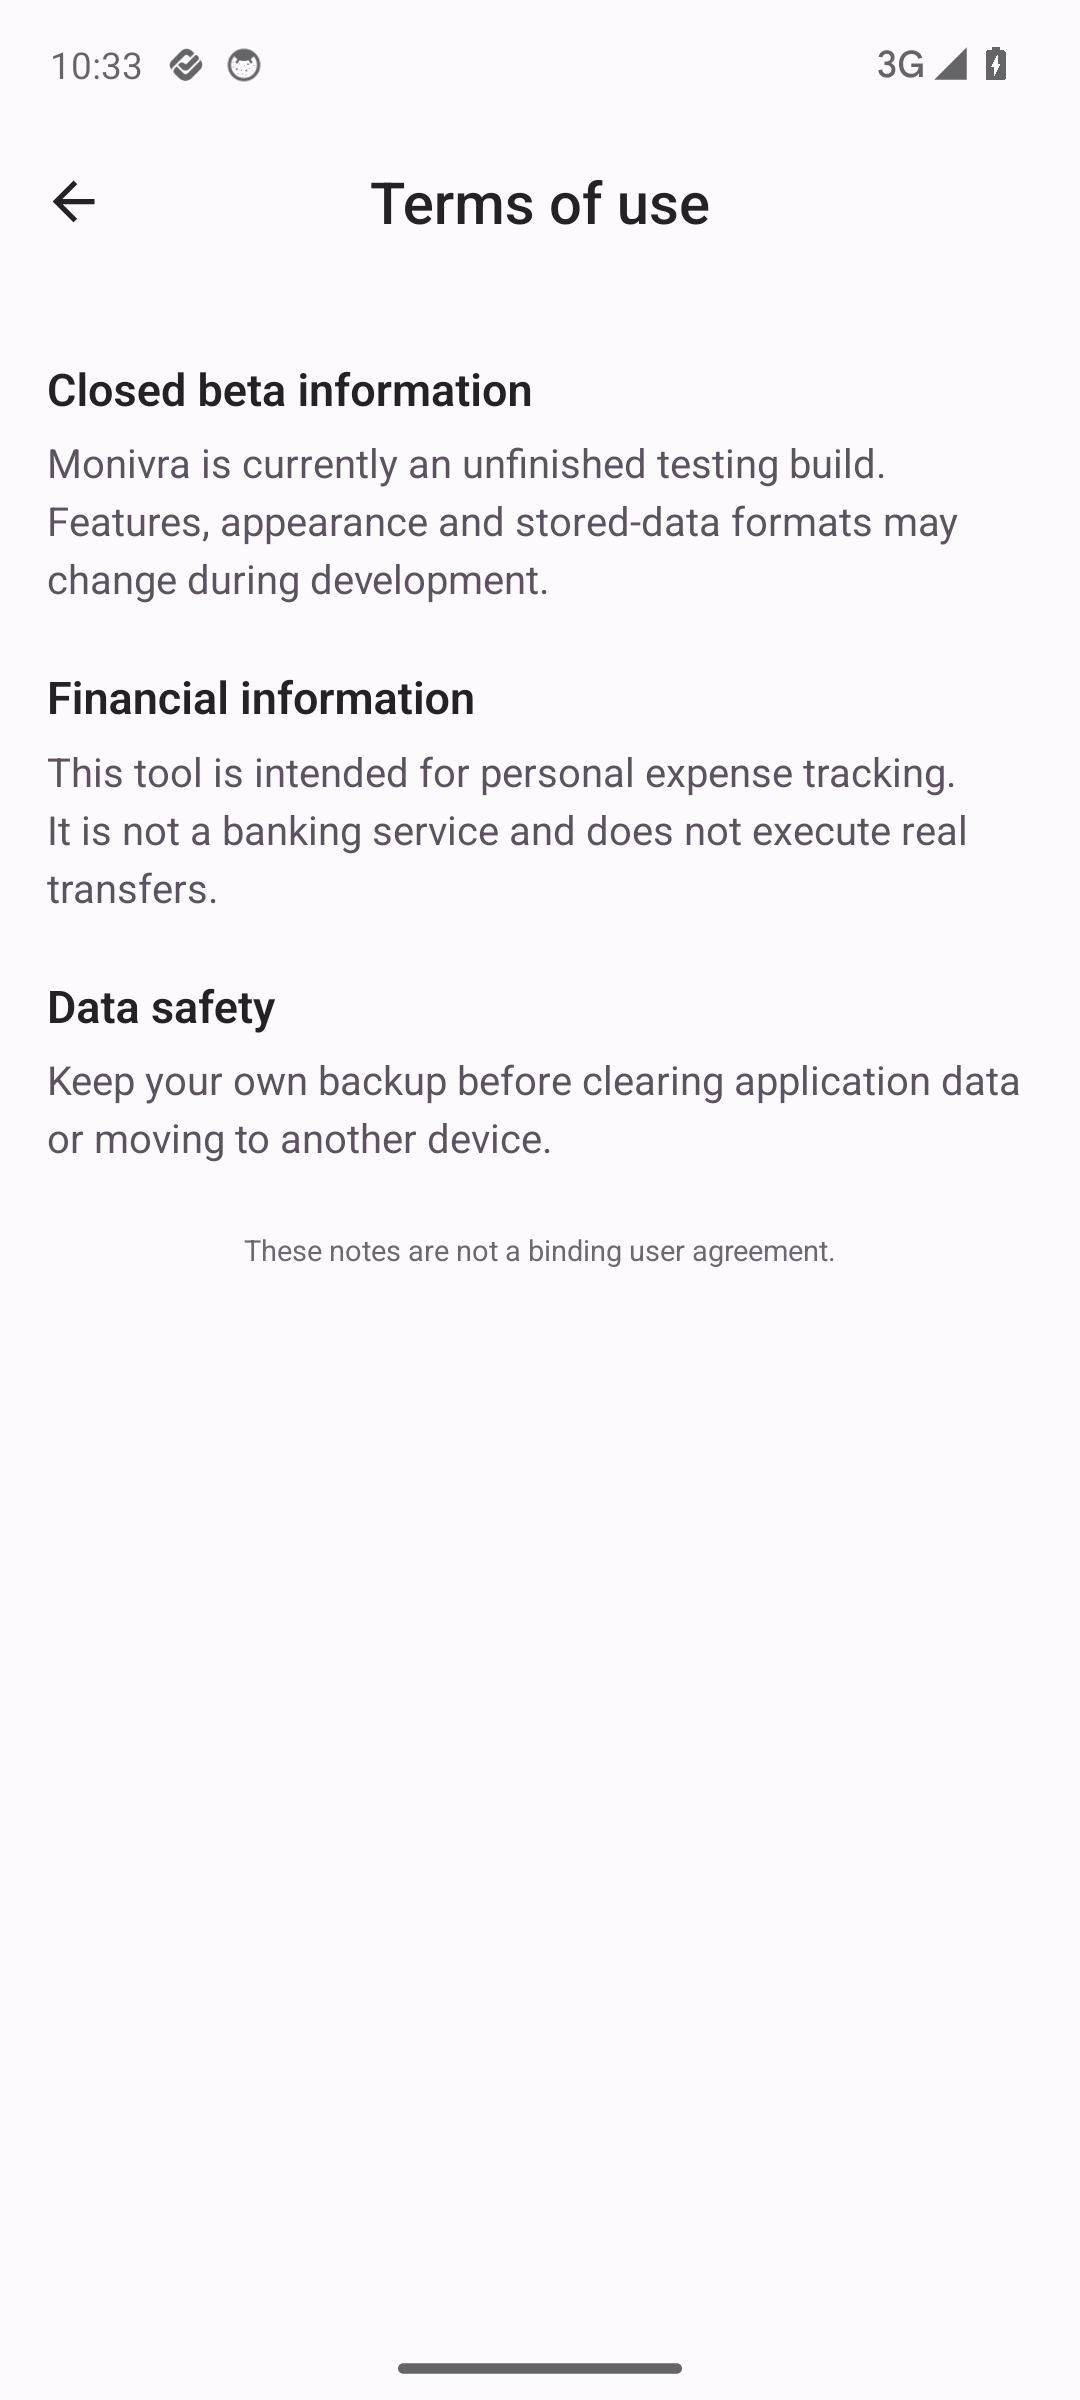 10:33
3G
Terms of use
Closed beta information
Monivra is currently an unfinished testing build.
Features, appearance and stored-data formats may
change during development.
Financial information
This tool is intended for personal expense tracking.
It is not a banking service and does not execute real
transfers.
Data safety
Keep your own backup before clearing application data
or moving to another device.
These notes are not a binding user agreement.